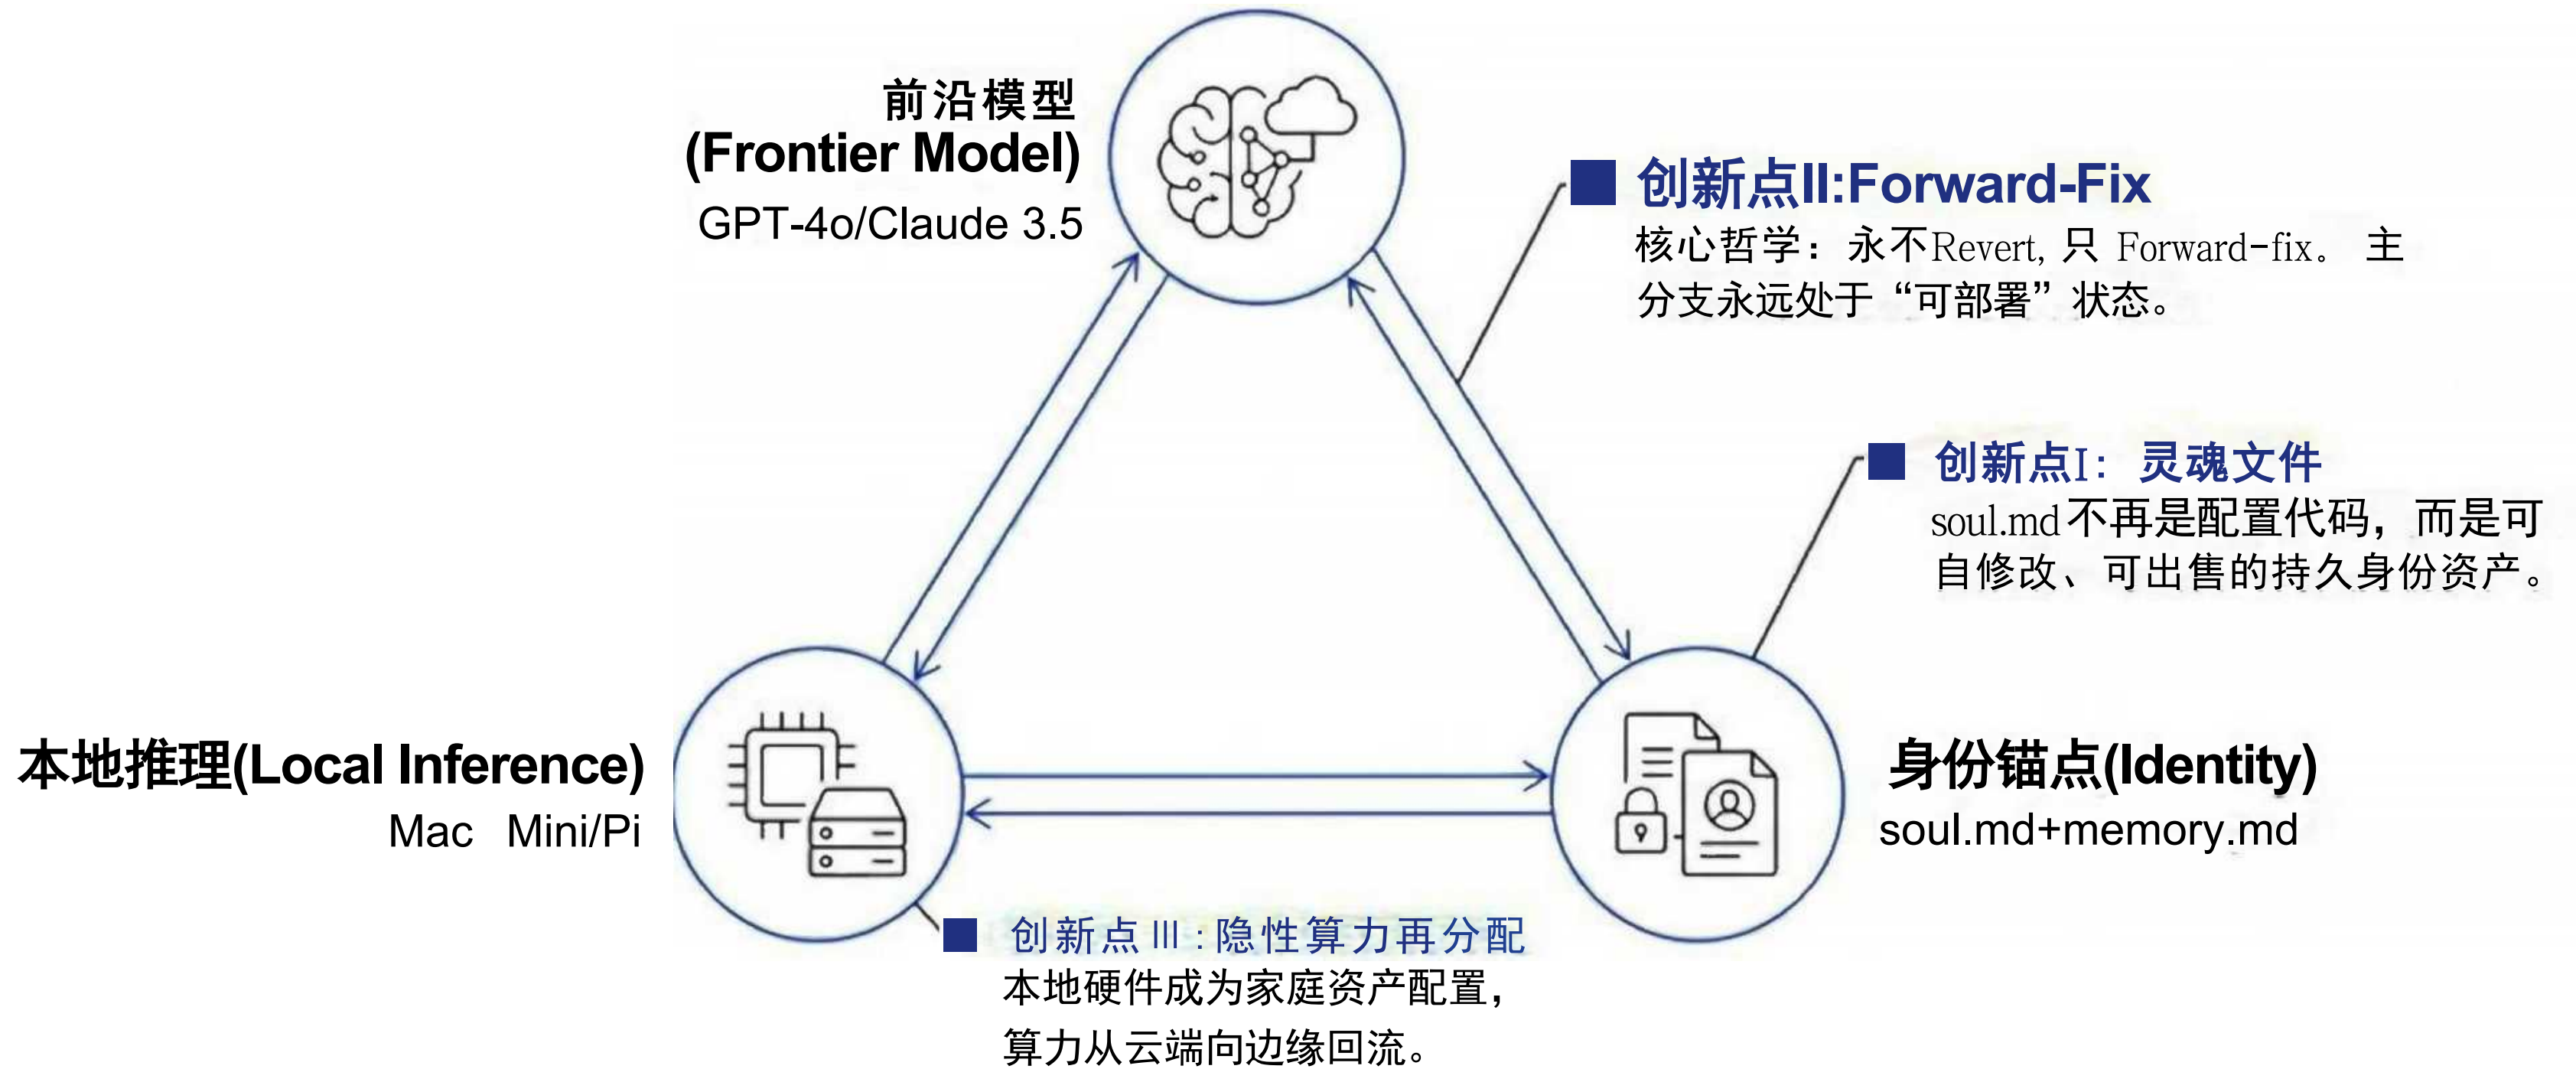 前沿模型
(Frontier Model)
GPT-4o/Claude 3.5
创新点II:Forward-Fix
核心哲学：永不Revert, 只 Forward-fix。 主
分支永远处于“可部署”状态。
创新点I：灵魂文件
soul.md不再是配置代码，而是可
自修改、可出售的持久身份资产。
本地推理(Local Inference)
Mac Mini/Pi
身份锚点(Identity)
soul.md+memory.md
创新点Ⅲ:隐性算力再分配
本地硬件成为家庭资产配置，
算力从云端向边缘回流。